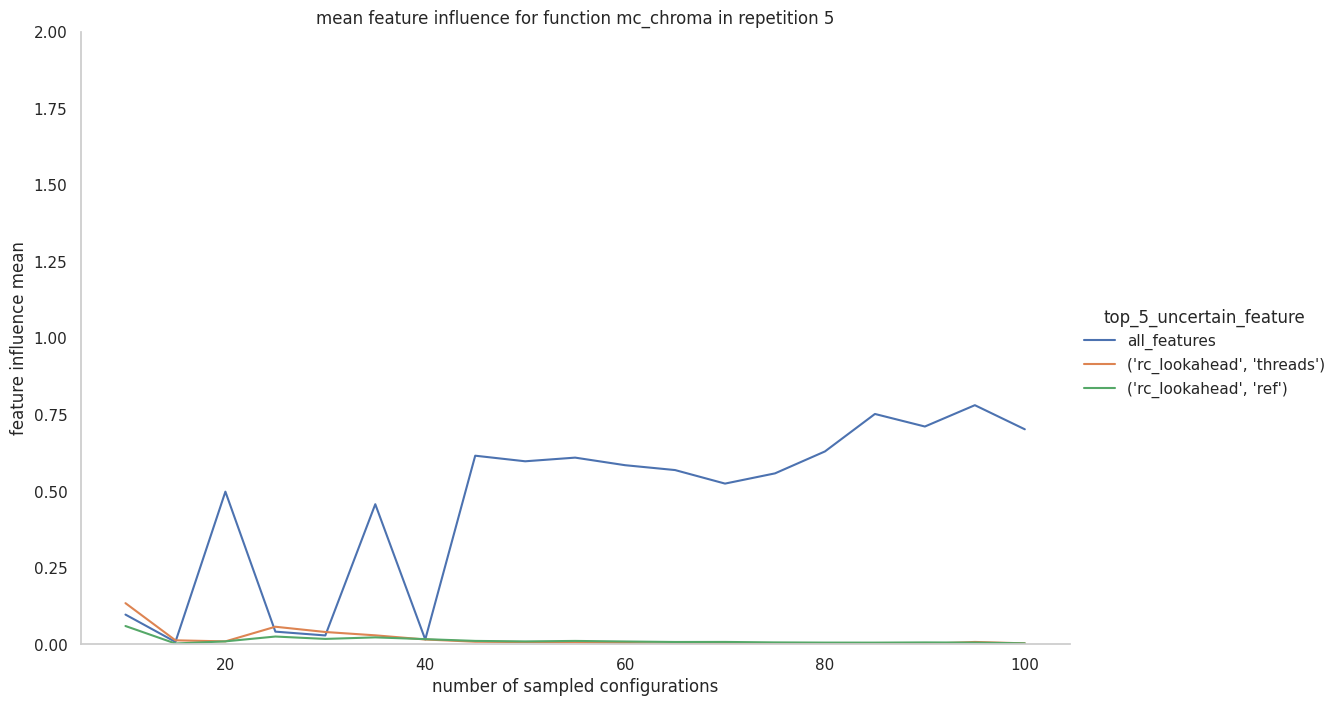 mean feature influence for function mc_chroma in repetition 5
2.00
1.75
1.50
1.25
1.00
0.75
0.50
0.25
0.00
feature influence mean
20
40
60
80
100
number of sampled configurations
top_5_uncertain_feature
all_features
('rc_lookahead', 'threads')
('rc_lookahead', 'ref')